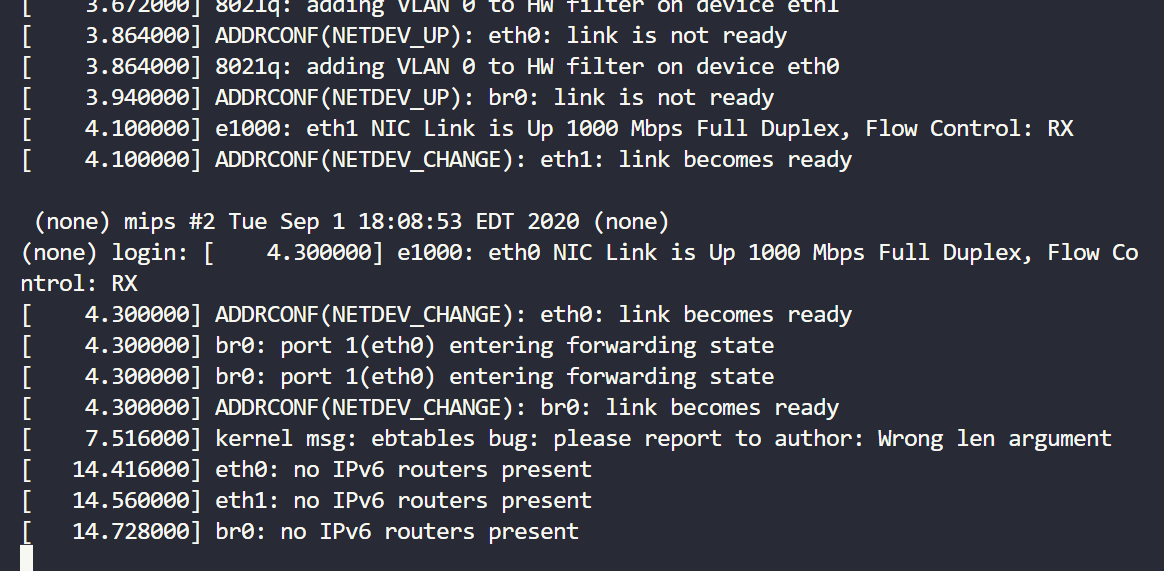 [    3.672000] 8021q: adding VLAN 0 to HW filter on device eth1
[    3.864000] ADDRCONF(NETDEV_UP): eth0: link is not ready
[    3.864000] 8021q: adding VLAN 0 to HW filter on device eth0
[    3.940000] ADDRCONF(NETDEV_UP): br0: link is not ready
[    4.100000] e1000: eth1 NIC Link is Up 1000 Mbps Full Duplex, Flow Control: RX
[    4.100000] ADDRCONF(NETDEV_CHANGE): eth1: link becomes ready
(none) mips #2 Tue Sep 1 18:08:53 EDT 2020 (none)
(none) login: [    4.300000] e1000: eth0 NIC Link is Up 1000 Mbps Full Duplex, Flow Co
ntrol: RX
[    4.300000] ADDRCONF(NETDEV_CHANGE): eth0: link becomes ready
[    4.300000] br0: port 1(eth0) entering forwarding state
[    4.300000] br0: port 1(eth0) entering forwarding state
[    4.300000] ADDRCONF(NETDEV_CHANGE): br0: link becomes ready
[    7.516000] kernel msg: ebtables bug: please report to author: Wrong len argument
[   14.416000] eth0: no IPv6 routers present
[   14.560000] eth1: no IPv6 routers present
[   14.728000] br0: no IPv6 routers present